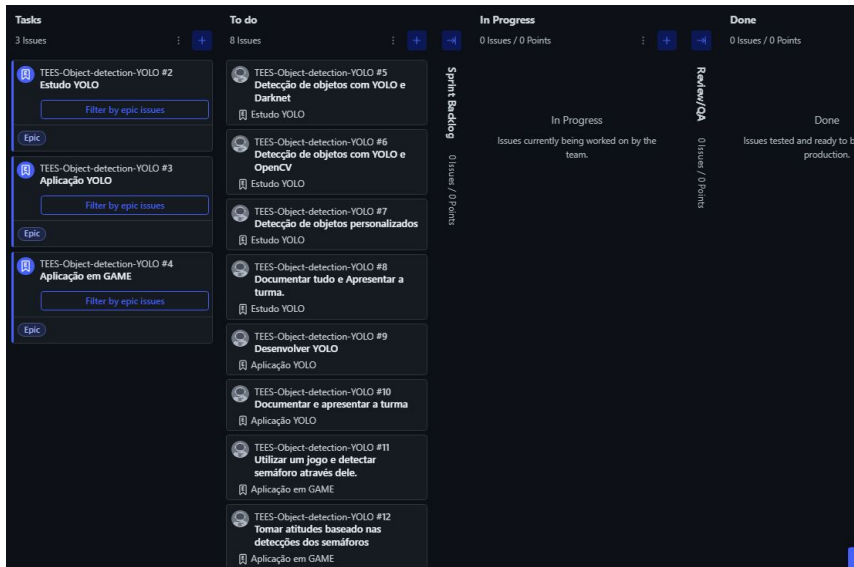 Tasks
3 Issues
TEES-Object-detection-YOLO #2
Estudo YOLO
Filter by epic issues
Epic
TEES-Object-detection-YOLO #3
Aplicação YOLO
Filter by epic issues
Epic
TEES-Object-detection-YOLO #4
Aplicação em GAME
Filter by epic issues
Epic
To do
8 Issues
TEES-Object-detection-YOLO #5
Detecção de objetos com YOLO e
Darknet
Estudo YOLO
TEES-Object-detection-YOLO #6
Detecção de objetos com YOLO e
OpenCV
Estudo YOLO
TEES-Object-detection-YOLO #7
Detecção de objetos personalizados
Estudo YOLO
TEES-Object-detection-YOLO #8
Documentar tudo e Apresentar a
turma.
Estudo YOLO
TEES-Object-detection-YOLO #9
Desenvolver YOLO
Aplicação YOLO
TEES-Object-detection-YOLO #10
Documentar e apresentar a turma
Aplicação YOLO
TEES-Object-detection-YOLO #11
Utilizar um jogo e detectar
semáforo através dele.
Aplicação em GAME
TEES-Object-detection-YOLO #12
Tomar atitudes baseado nas
detecções dos semáforos
Aplicação em GAME
Sprint Backlog 0 Issues / 0 Points
In Progress
0 Issues / 0 Points
In Progress
Issues currently being worked on by the
team.
Review/QA 0 Issues / 0 Points
Done
0 Issues / 0 Points
Done
Issues tested and ready to b
production.